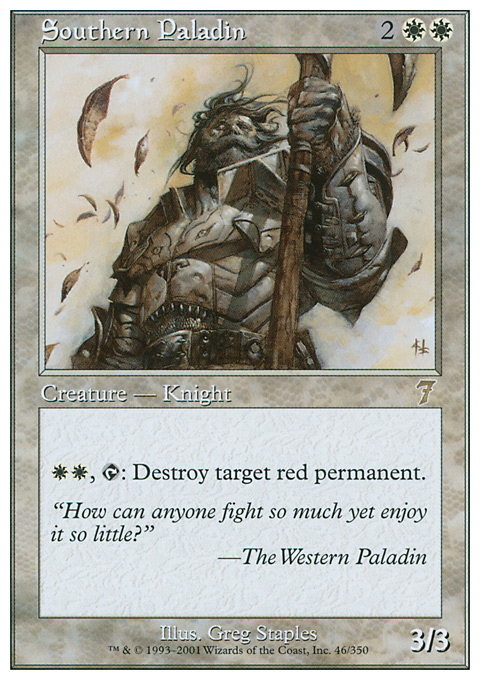 Southern Paladin 2
Creature — Knight 7
, : Destroy target red permanent.
“How can anyone fight so much yet enjoy
it so little?”
—The Western Paladin
Illus. Greg Staples
™ & © 1993–2001 Wizards of the Coast, Inc. 46/350
3/3